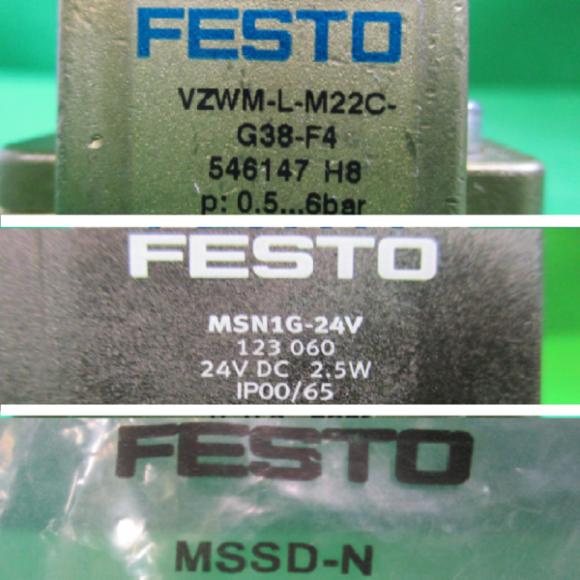 FESTO
VZWM-L-M22C-
G38-F4
546147 H8
p: 0.5...6bar
FESTO
MSN1G-24V
123 060
24V DC 2.5W
IP00/65
FESTO
MSSD-N